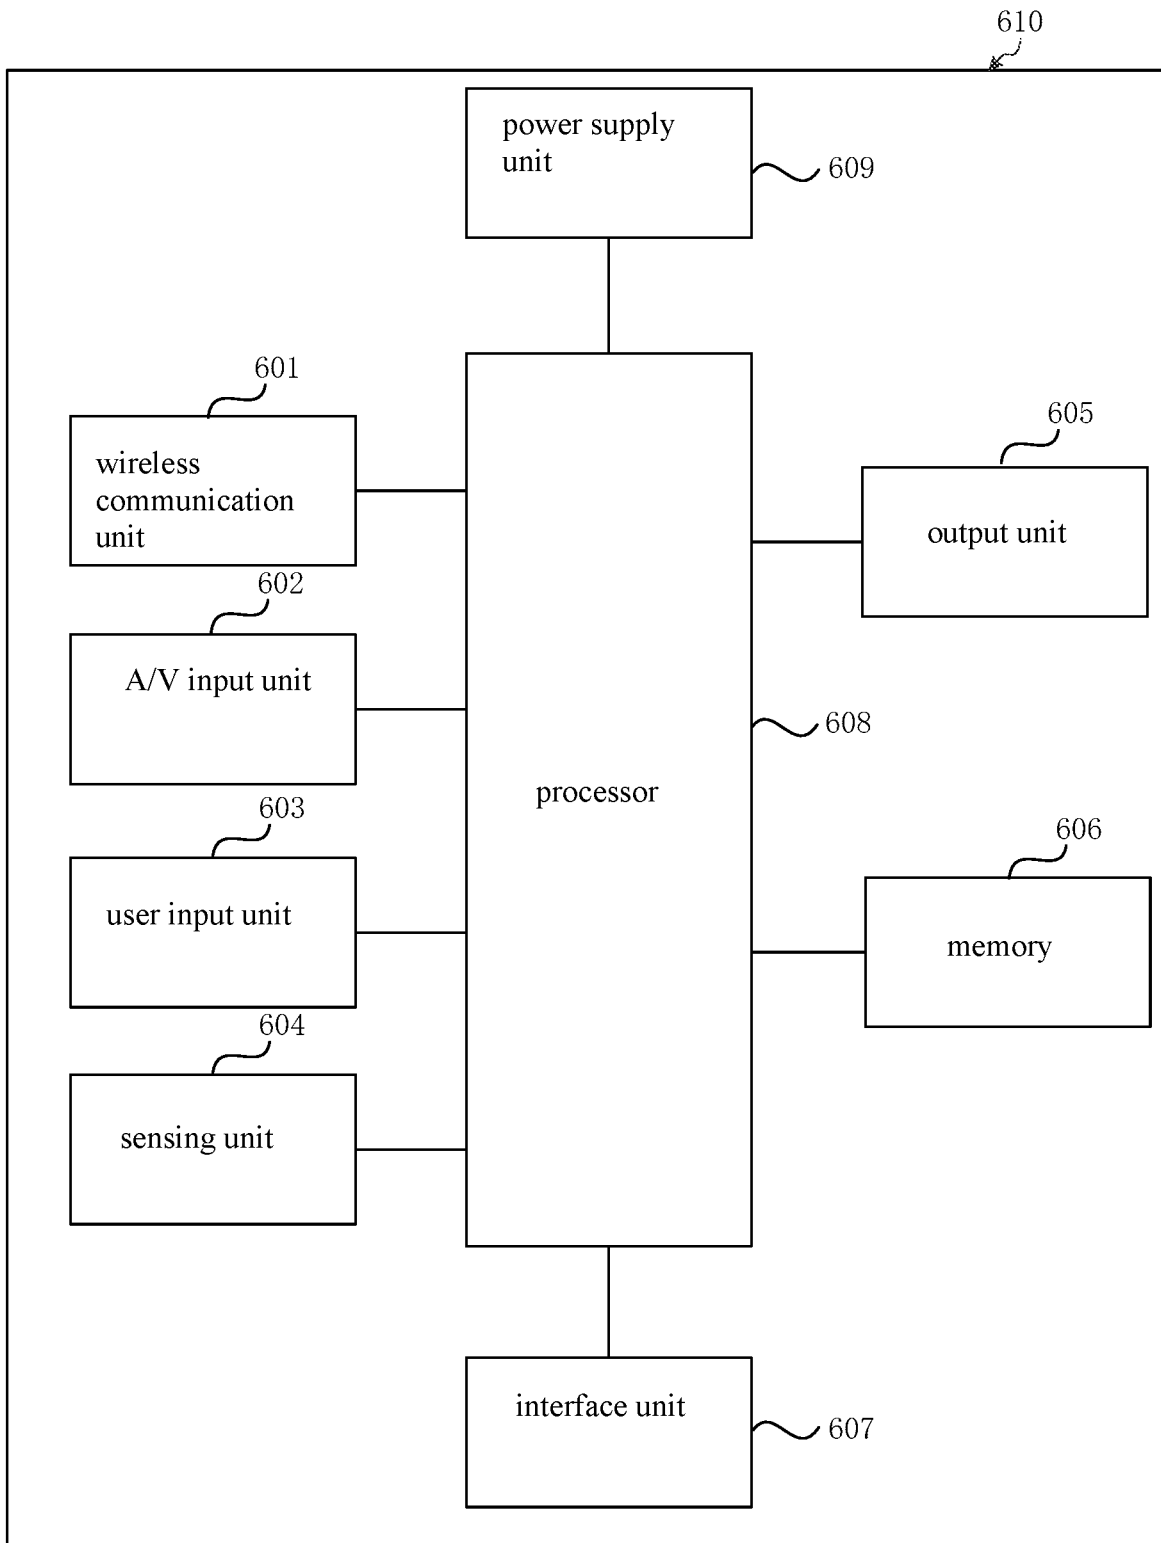 610
power supply
unit
609
601
wireless
communication
unit
605
output unit
602
A/V input unit
608
processor
603
user input unit
606
memory
604
sensing unit
interface unit
607